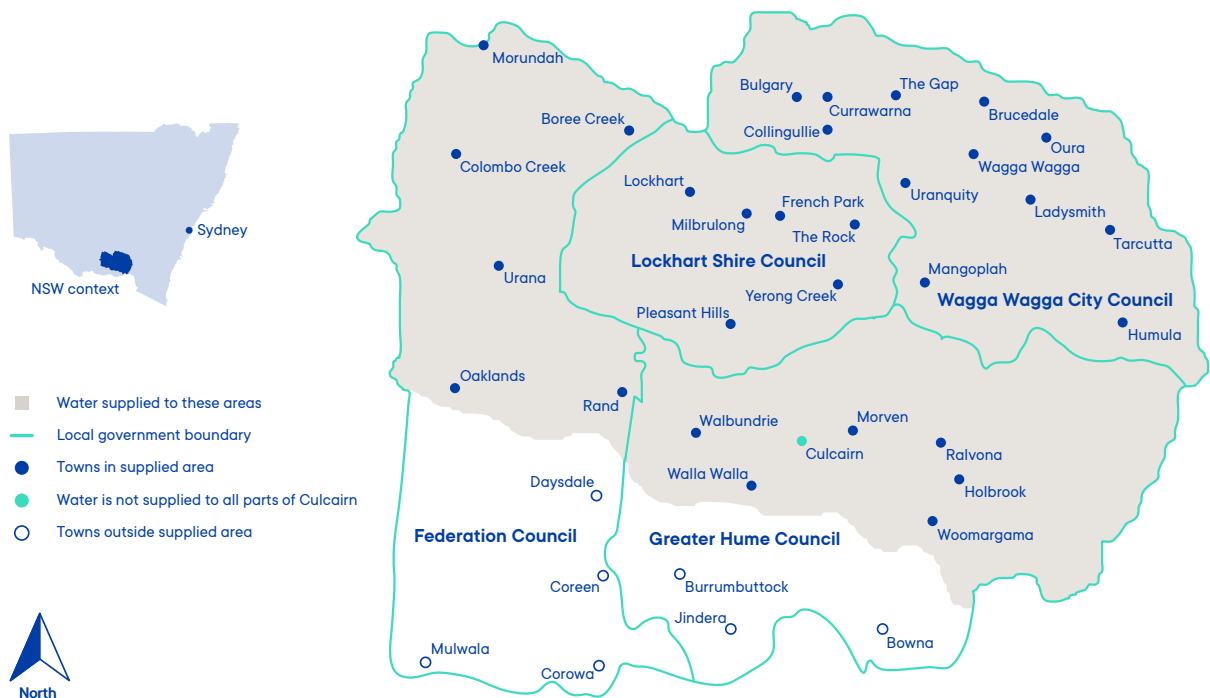 Morundah
Bulgary
The Gap
Currawarna
Brucedale
Boree Creek
Collingullie
Oura
Colombo Creek
Wagga Wagga
Lockhart
Uranquity
French Park
Ladysmith
Milbrulong
The Rock
Sydney
Tarcutta
Lockhart Shire Council
Mangoplah
Urana
NSW context
Yerong Creek
Wagga Wagga City Council
Pleasant Hills
Humula
Oaklands
Rand
Water supplied to these areas
Local government boundary
Towns in supplied area
Water is not supplied to all parts of Culcairn
Towns outside supplied area
Walbundrie
Morven
Culcairn
Ralvona
Walla Walla
Daysdale
Holbrook
Federation Council
Greater Hume Council
Woomargama
Coreen
Burrumbuttock
Jindera
Bowna
Mulwala
Corowa
North